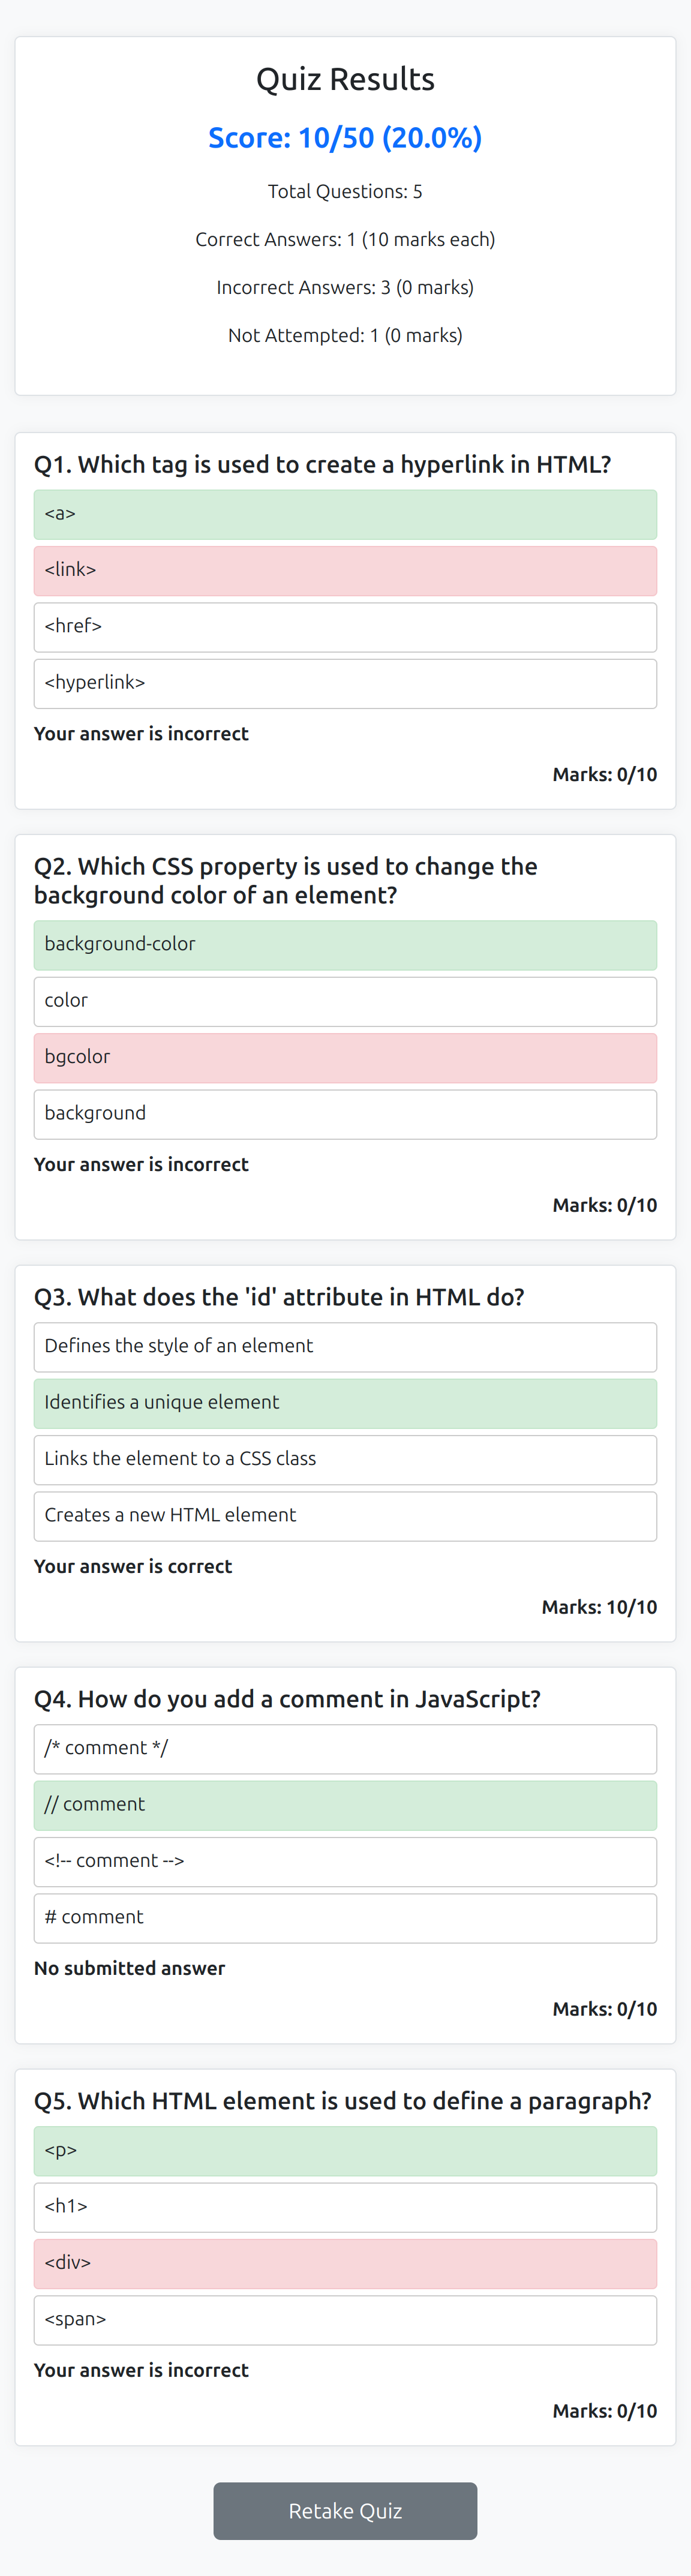 Quiz Results
Score: 10/50 (20.0%)
Total Questions: 5
Correct Answers: 1 (10 marks each)
Incorrect Answers: 3 (0 marks)
Not Attempted: 1 (0 marks)
Q1. Which tag is used to create a hyperlink in HTML?
<a>
<link>
<href>
<hyperlink>
Your answer is incorrect
Marks: 0/10
Q2. Which CSS property is used to change the
background color of an element?
background-color
color
bgcolor
background
Your answer is incorrect
Marks: 0/10
Q3. What does the 'id' attribute in HTML do?
Defines the style of an element
Identifies a unique element
Links the element to a CSS class
Creates a new HTML element
Your answer is correct
Marks: 10/10
Q4. How do you add a comment in JavaScript?
/* comment */
// comment
<!-- comment -->
# comment
No submitted answer
Marks: 0/10
Q5. Which HTML element is used to define a paragraph?
<p>
<h1>
<div>
<span>
Your answer is incorrect
Marks: 0/10
Retake Quiz